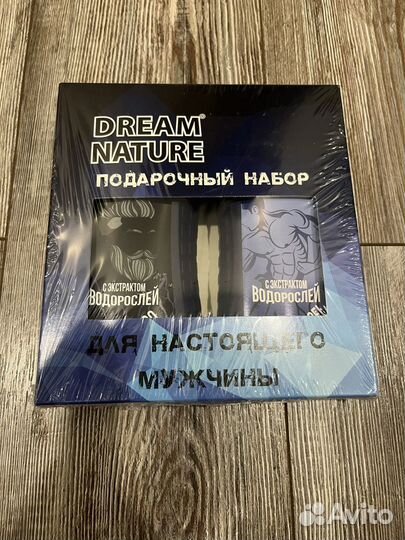 DREAM®
NATURE
ПОДАРОЧНЫЙ НАБОР
С ЭКСТРАКТОМ
ВОДОРОСЛЕЙ
С ЭКСТРАКТОМ
ВОДОРОСЛЕЙ
ДЛЯ НАСТОЯЩЕГО
МУЖЧИНЫ
Avito